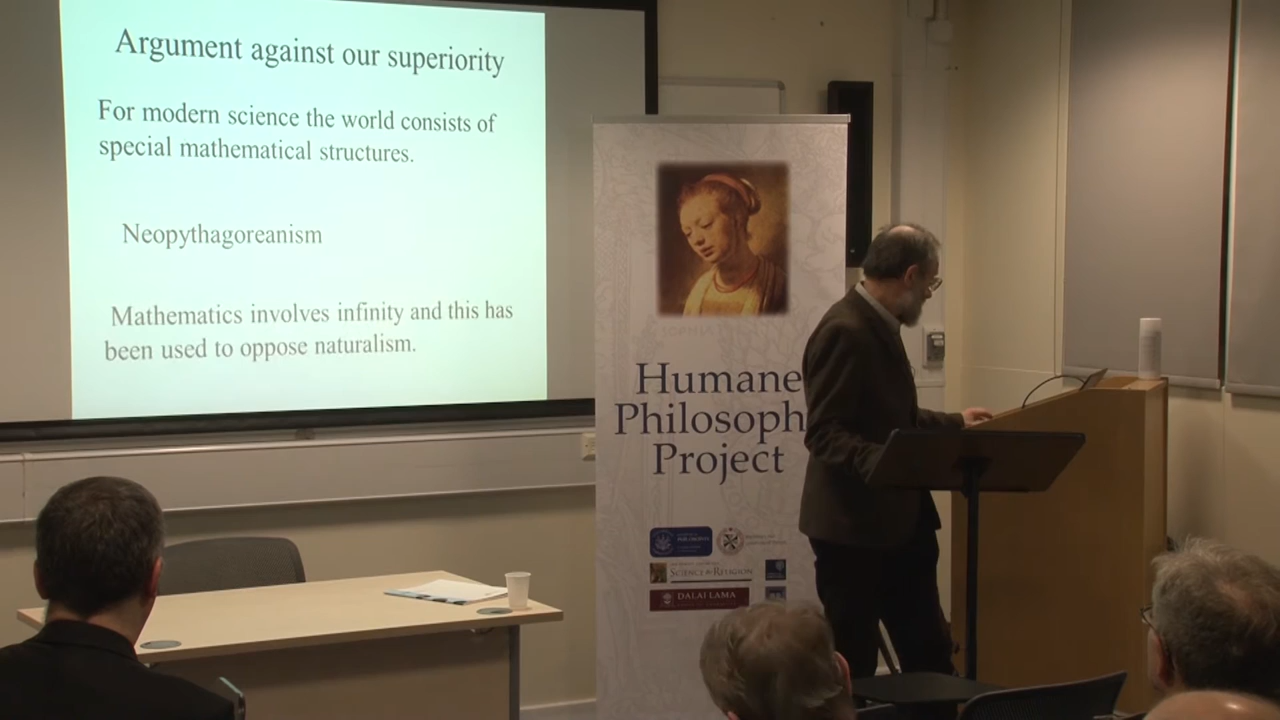 Argument against our superiority
For modern science the world consists of
special mathematical structures.
Neopythagoreanism
Mathematics involves infinity and this has
been used to oppose naturalism.
Humane
Philosoph
Project
SCIENCE & RELIGION
DALAI LAMA